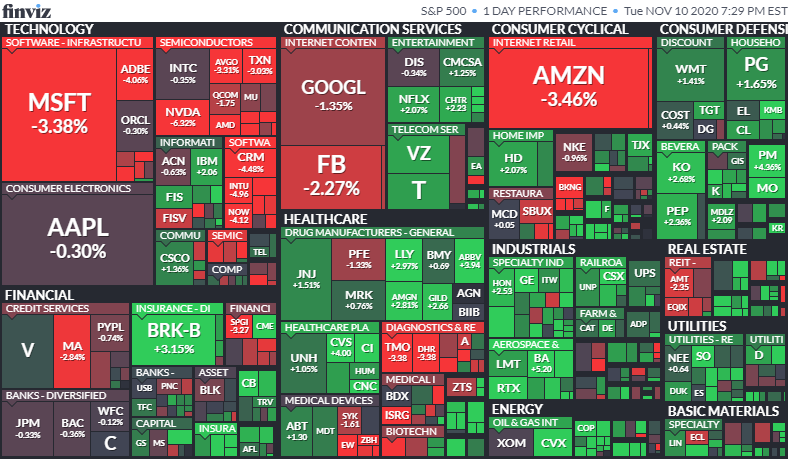 finviz
S&P 500 • 1 DAY PERFORMANCE • Tue NOV 10 2020 7:29 PM EST
TECHNOLOGY
SOFTWARE - INFRASTRUCTU
MSFT
-3.38%
ADBE
-4.06%
ORCL
-0.30%
SEMICONDUCTORS
INTC
-0.35%
AVGO
-3.31%
TXN
-3.03%
NVDA
-6.32%
QCOM
-1.75
MU
AMD
INFORMATI
ACN
-0.63%
IBM
+2.06
FIS
FISV
SOFTWA
CRM
-4.48%
INTU
-4.96
NOW
-4.12
CONSUMER ELECTRONICS
AAPL
-0.30%
COMMU
CSCO
+1.36%
SEMIC
COMP
TEL
COMMUNICATION SERVICES
INTERNET CONTEN
GOOGL
-1.35%
FB
-2.27%
ENTERTAINMENT
DIS
-0.34%
CMCSA
+1.25%
NFLX
+2.07%
CHTR
+2.23
TELECOM SER
VZ
T
EA
CONSUMER CYCLICAL
INTERNET RETAIL
AMZN
-3.46%
HOME IMP
HD
+2.07%
NKE
-0.96%
TJX
RESTAURA
MCD
+0.05
SBUX
BKNG
F
CONSUMER DEFENSI
DISCOUNT
WMT
+1.41%
COST
+0.44%
TGT
DG
HOUSEHO
PG
+1.65%
EL
KMB
CL
BEVERA
KO
+2.68%
PEP
+2.36%
PACK
GIS
K
MDLZ
+2.09
PM
+4.36%
MO
KR
HEALTHCARE
DRUG MANUFACTURERS - GENERAL
JNJ
+1.51%
PFE
-1.33%
LLY
+2.97%
BMY
+0.69
ABBV
+3.94
MRK
+0.76%
AMGN
+2.81%
GILD
+2.66
AGN
BIIB
HEALTHCARE PLA
UNH
+1.05%
CVS
+4.00
CI
HUM
CNC
DIAGNOSTICS & RE
TMO
-3.38
DHR
-3.38
A
MEDICAL I
BDX
ISRG
ZTS
MEDICAL DEVICES
ABT
+1.30
MDT
SYK
-1.61
EW
ZBH
BIOTECHN
FINANCIAL
CREDIT SERVICES
V
MA
-2.84%
PYPL
-0.74%
INSURANCE - DI
BRK-B
+3.15%
FINANCI
SPGI
-3.27
CME
BANKS -
USB
PNC
TFC
ASSET
BLK
CB
TRV
BANKS - DIVERSIFIED
JPM
-0.33%
BAC
-0.36%
WFC
-0.12%
C
CAPITAL
GS
MS
INSURA
AFL
INDUSTRIALS
SPECIALTY IND
HON
+2.53
GE
ITW
RAILROA
UNP
CSX
UPS
FARM &
CAT
DE
ADP
AEROSPACE &
LMT
BA
+5.20
RTX
ENERGY
OIL & GAS INT
XOM
CVX
COP
REAL ESTATE
REIT -
AMT
-2.35
EQIX
UTILITIES
UTILITIES - RE
NEE
+0.64
SO
DUK
ES
UTILITI
D
BASIC MATERIALS
SPECIALTY
LIN
ECL